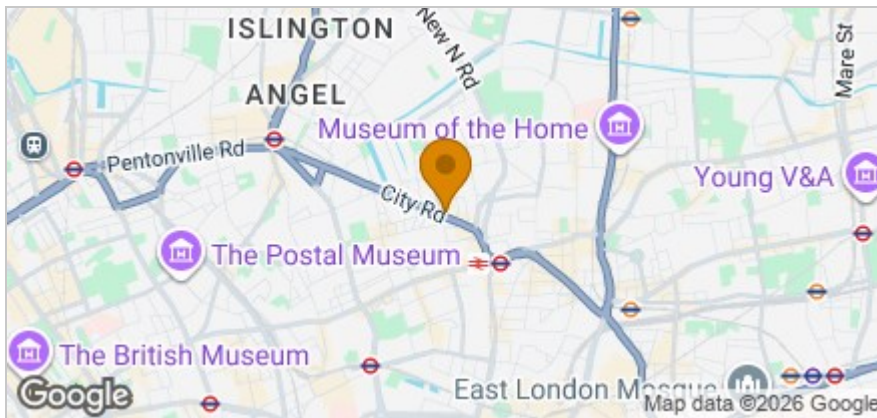 ISLINGTON
New N Rd
Mare St
ANGEL
Museum of the Home
Pentonville Rd
Young V&A
City Rd
The Postal Museum
The British Museum
East London Mosque
Google
Map data ©2026 Google